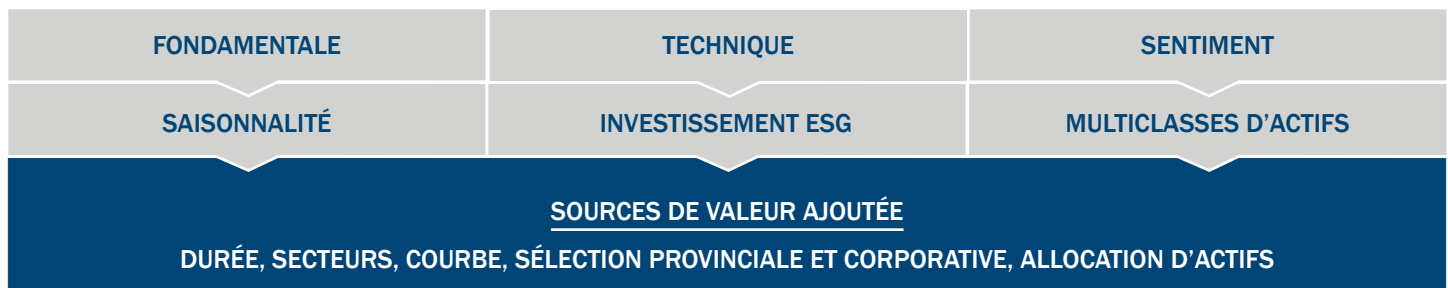 FONDAMENTALE
TECHNIQUE
SENTIMENT
SAISONNALITÉ
INVESTISSEMENT ESG
MULTICLASSES D’ACTIFS
SOURCES DE VALEUR AJOUTÉE
DURÉE, SECTEURS, COURBE, SÉLECTION PROVINCIALE ET CORPORATIVE, ALLOCATION D’ACTIFS